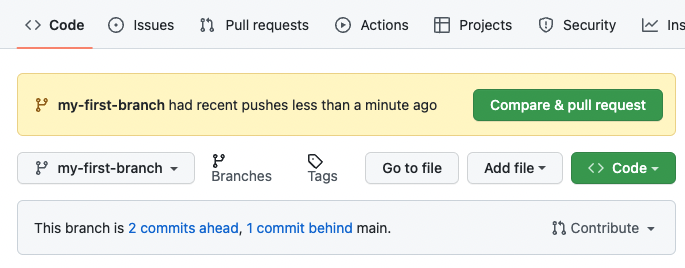 Code Issues Pull requests Actions Projects Security Ins
my-first-branch had recent pushes less than a minute ago Compare & pull request
my-first-branch Branches Tags Go to file Add file Code
This branch is 2 commits ahead, 1 commit behind main. Contribute